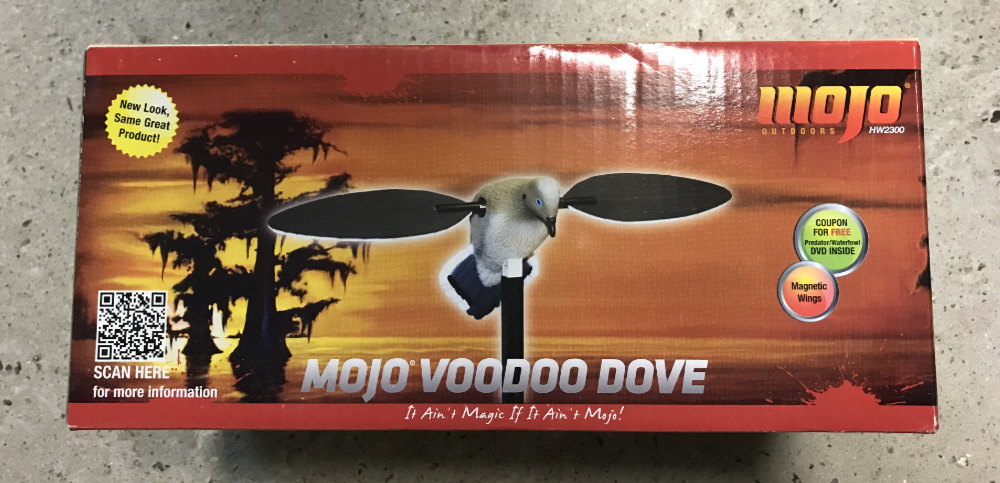 New Look,
Same Great
Product!
mojo®
OUTDOORS
HW2300
COUPON
FOR FREE
Predator/Waterfowl
DVD INSIDE
Magnetic
Wings
SCAN HERE
for more information
MOJO® VOODOO DOVE
It Ain't Magic If It Ain't Mojo!